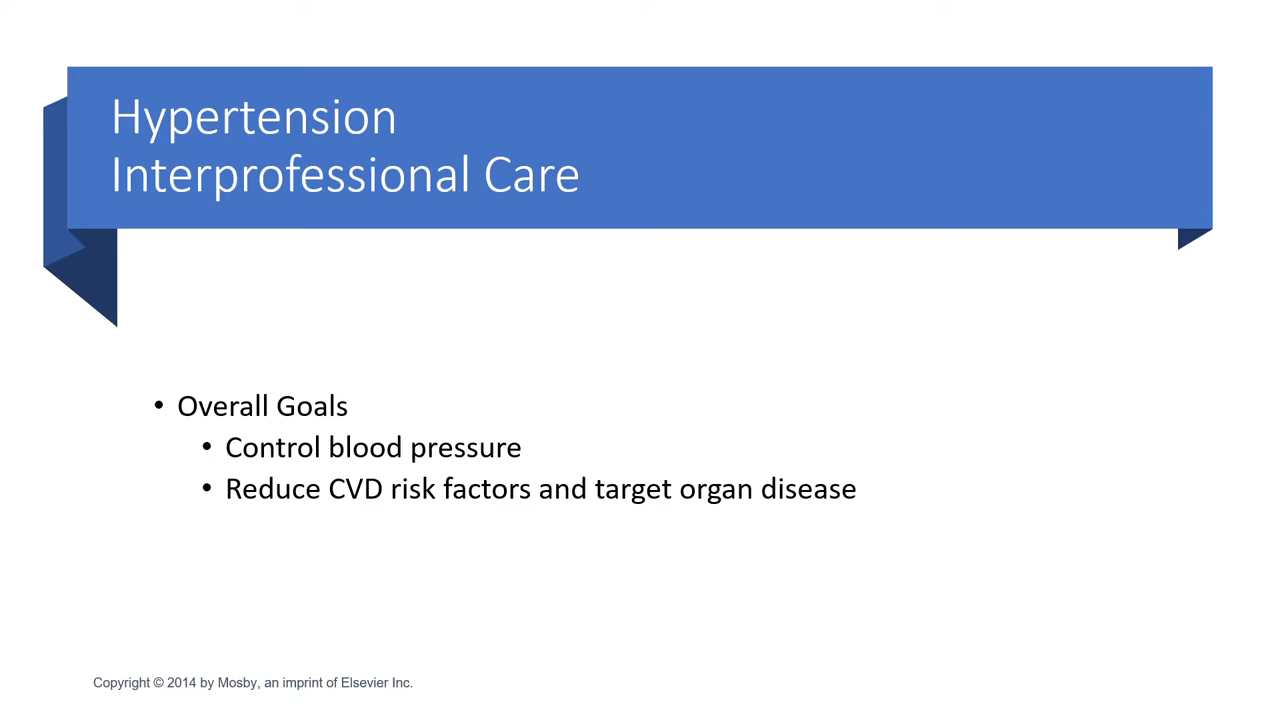 Hypertension
Interprofessional Care
• Overall Goals
• Control blood pressure
• Reduce CVD risk factors and target organ disease
Copyright © 2014 by Mosby, an imprint of Elsevier Inc.